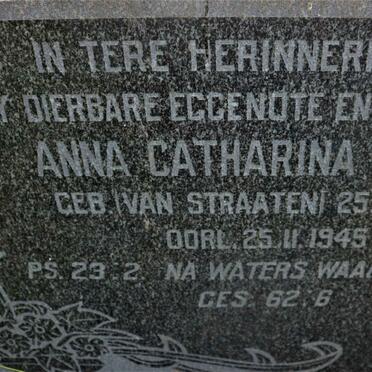 IN TERE HERINNERI
Y DIERBARE EGGENOTE EN
ANNA CATHARINA
GEB. (VAN STRAATEN) 25
OORL. 25.11.1945
PS. 23-2 NA WATERS WAA
GES. 62.6